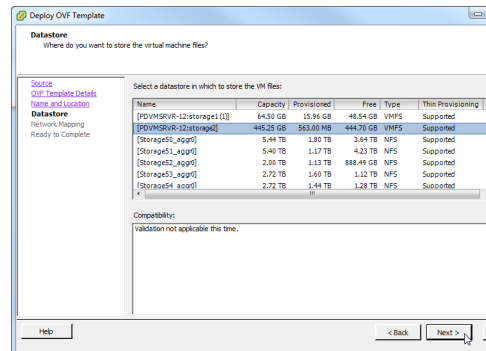 Deploy OVF Template
Datastore
Where do you want to store the virtual machine files?
Source
OVF Template Details
Name and Location
Datastore
Network Mapping
Ready to Complete
Select a datastore in which to store the VM files:
Name Capacity Provisioned Free Type Thin Provisioning
[PDVMSRVR-12:storage1 (1)] 64.50 GB 15.96 GB 48.54 GB VMFS Supported
[PDVMSRVR-12:storage2] 445.25 GB 563.00 MB 444.70 GB VMFS Supported
[Storage50_aggr0] 5.44 TB 1.80 TB 3.64 TB NFS Supported
[Storage51_aggr0] 5.40 TB 1.17 TB 4.23 TB NFS Supported
[Storage52_aggr0] 2.00 TB 1.13 TB 888.49 GB NFS Supported
[Storage53_aggr0] 2.72 TB 1.60 TB 1.12 TB NFS Supported
[Storage54_aggr0] 2.72 TB 1.44 TB 1.28 TB NFS Supported
Compatibility:
Validation not applicable this time.
Help
< Back
Next >